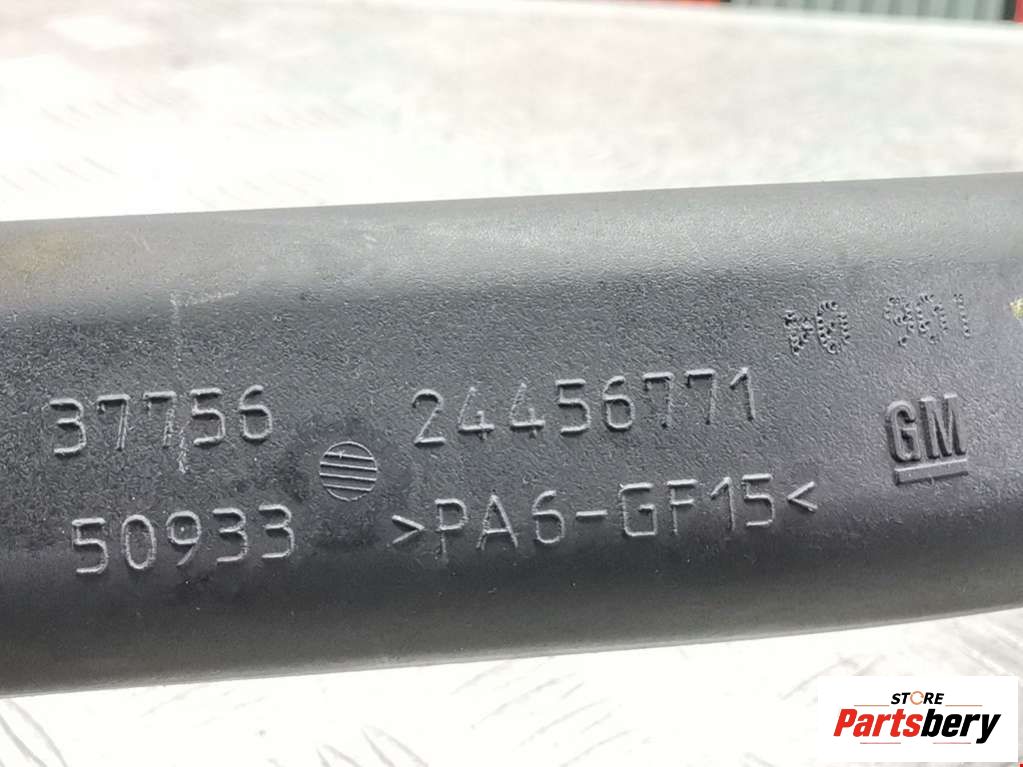 37756 24456771
GM
50933 >PA6-GF15<
STORE
Partsbery